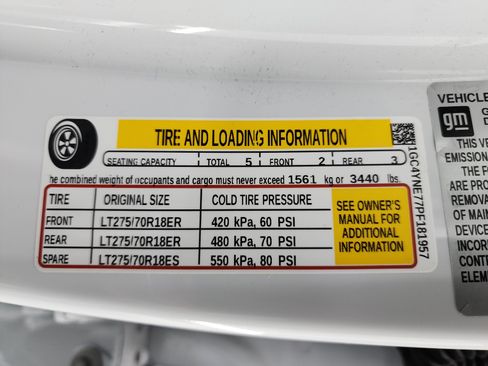 TIRE AND LOADING INFORMATION
SEATING CAPACITY TOTAL 5 FRONT 2 REAR 3
he combined weight of occupants and cargo must never exceed 1561 kg or 3440 lbs.
TIRE ORIGINAL SIZE COLD TIRE PRESSURE
FRONT LT275/70R18ER 420 kPa, 60 PSI
REAR LT275/70R18ER 480 kPa, 70 PSI
SPARE LT275/70R18ES 550 kPa, 80 PSI
SEE OWNER'S
MANUAL FOR
ADDITIONAL
INFORMATION
1GC4YNE77PF181957
VEHICLE
gm
THIS VE
EMISSION
THE FO
ARE PRO
REMOVA
OF MAIN
DEVICE
INCORP
CONTR
ELEM